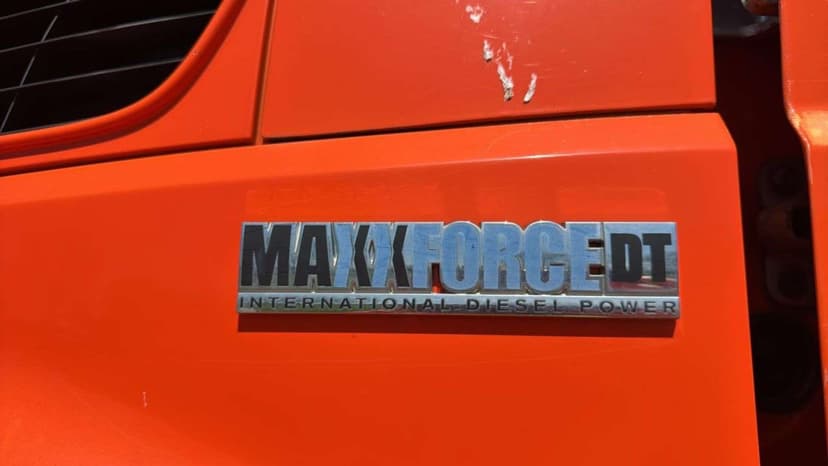 MAXXFORCE DT
INTERNATIONAL DIESEL POWER